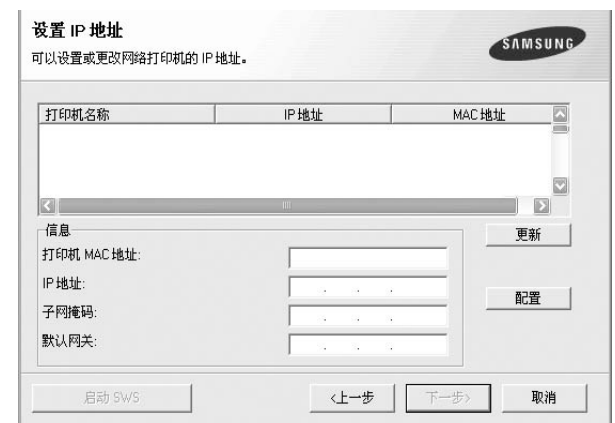 设置 IP 地址
可以设置或更改网络打印机的 IP 地址。
SAMSUNG
打印机名称 IP 地址 MAC 地址
信息
更新
打印机 MAC 地址:
IP 地址:
配置
子网掩码:
默认网关:
启动 SWS <上一步 下一步> 取消